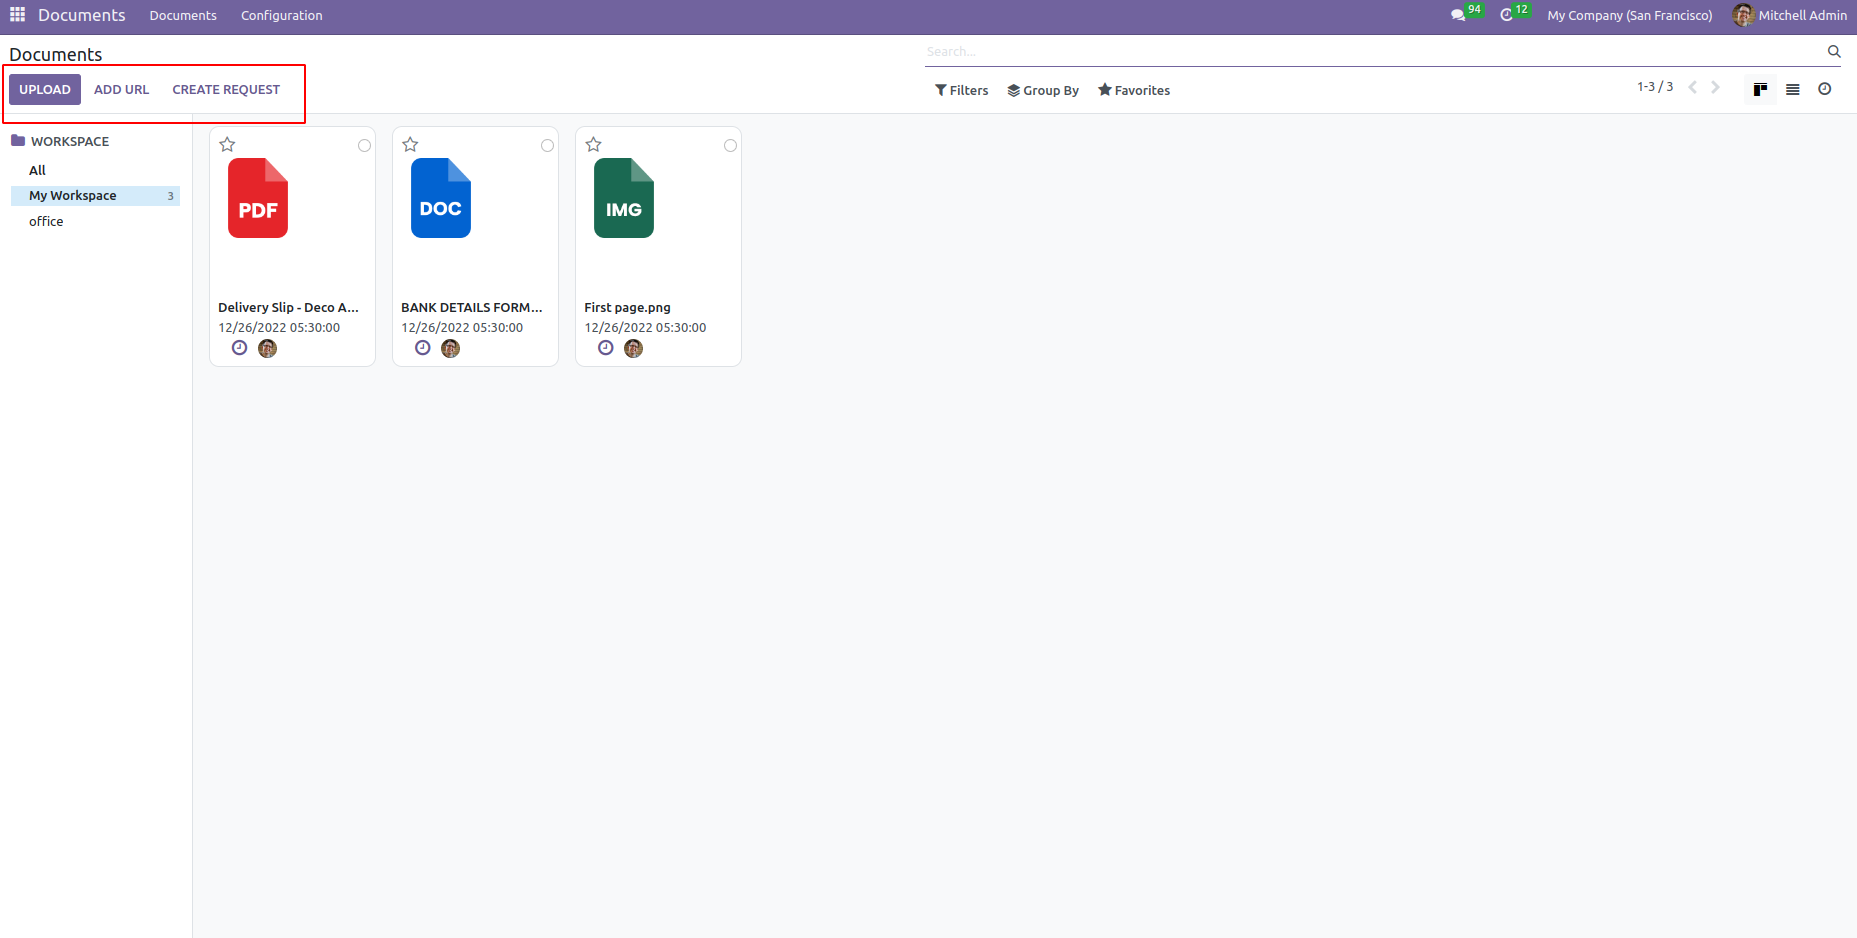 Documents Documents Configuration 94 12 My Company (San Francisco) Mitchell Admin
Documents Search...
UPLOAD ADD URL CREATE REQUEST Filters Group By Favorites 1-3 / 3
WORKSPACE
All
My Workspace 3
office
PDF DOC IMG
Delivery Slip - Deco A... BANK DETAILS FORM... First page.png
12/26/2022 05:30:00 12/26/2022 05:30:00 12/26/2022 05:30:00